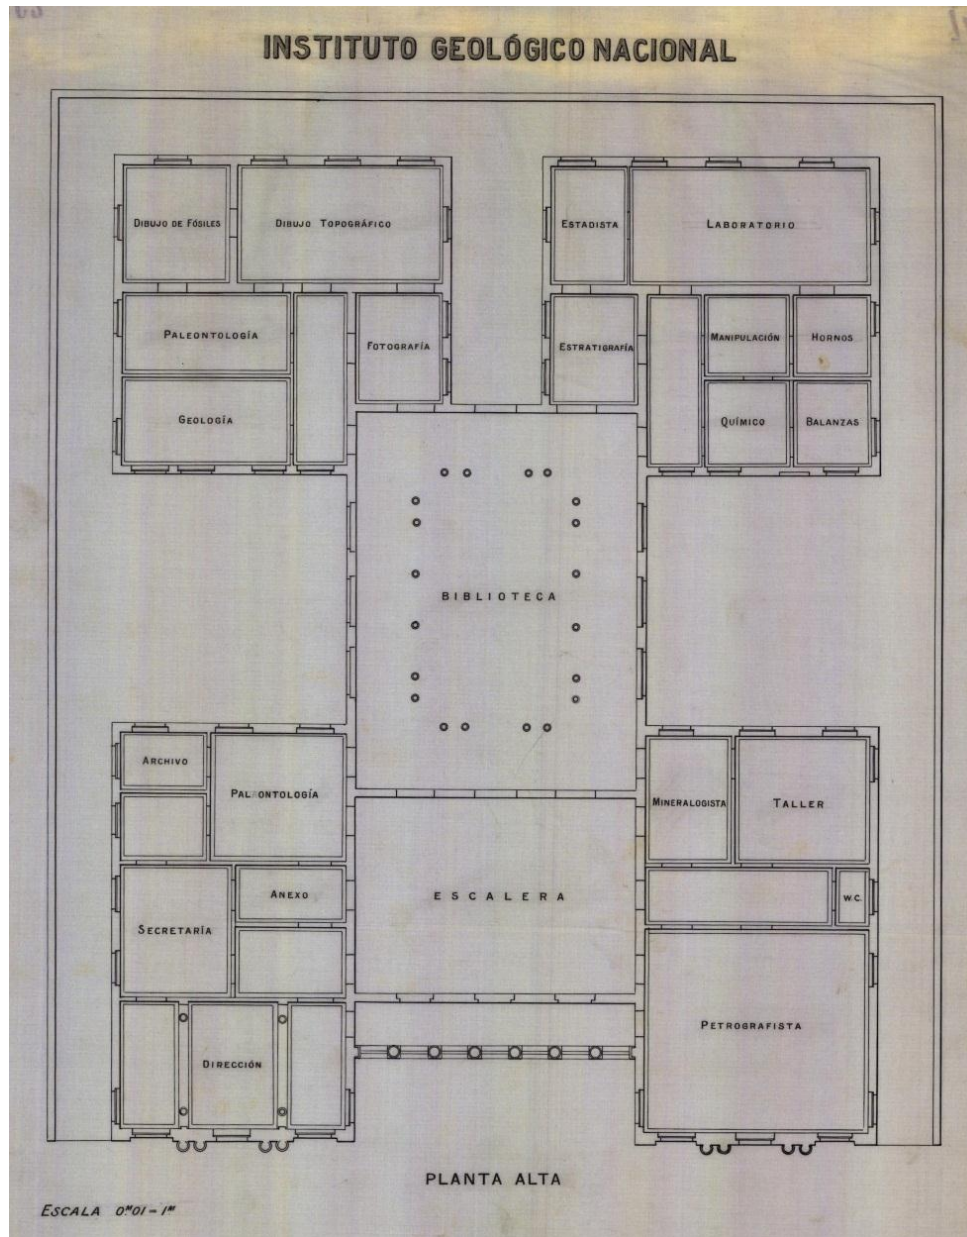 INSTITUTO GEOLÓGICO NACIONAL
DIBUJO DE FÓSILES
DIBUJO TOPOGRÁFICO
ESTADISTA
LABORATORIO
PALEONTOLOGÍA
FOTOGRAFÍA
ESTRATIGRAFÍA
MANIPULACIÓN
HORNOS
GEOLOGÍA
QUÍMICO
BALANZAS
BIBLIOTECA
ARCHIVO
PALEONTOLOGÍA
MINERALOGISTA
TALLER
ANEXO
ESCALERA
W.C.
SECRETARÍA
PETROGRAFISTA
DIRECCIÓN
PLANTA ALTA
ESCALA 0ᴹ01 - 1ᴹ